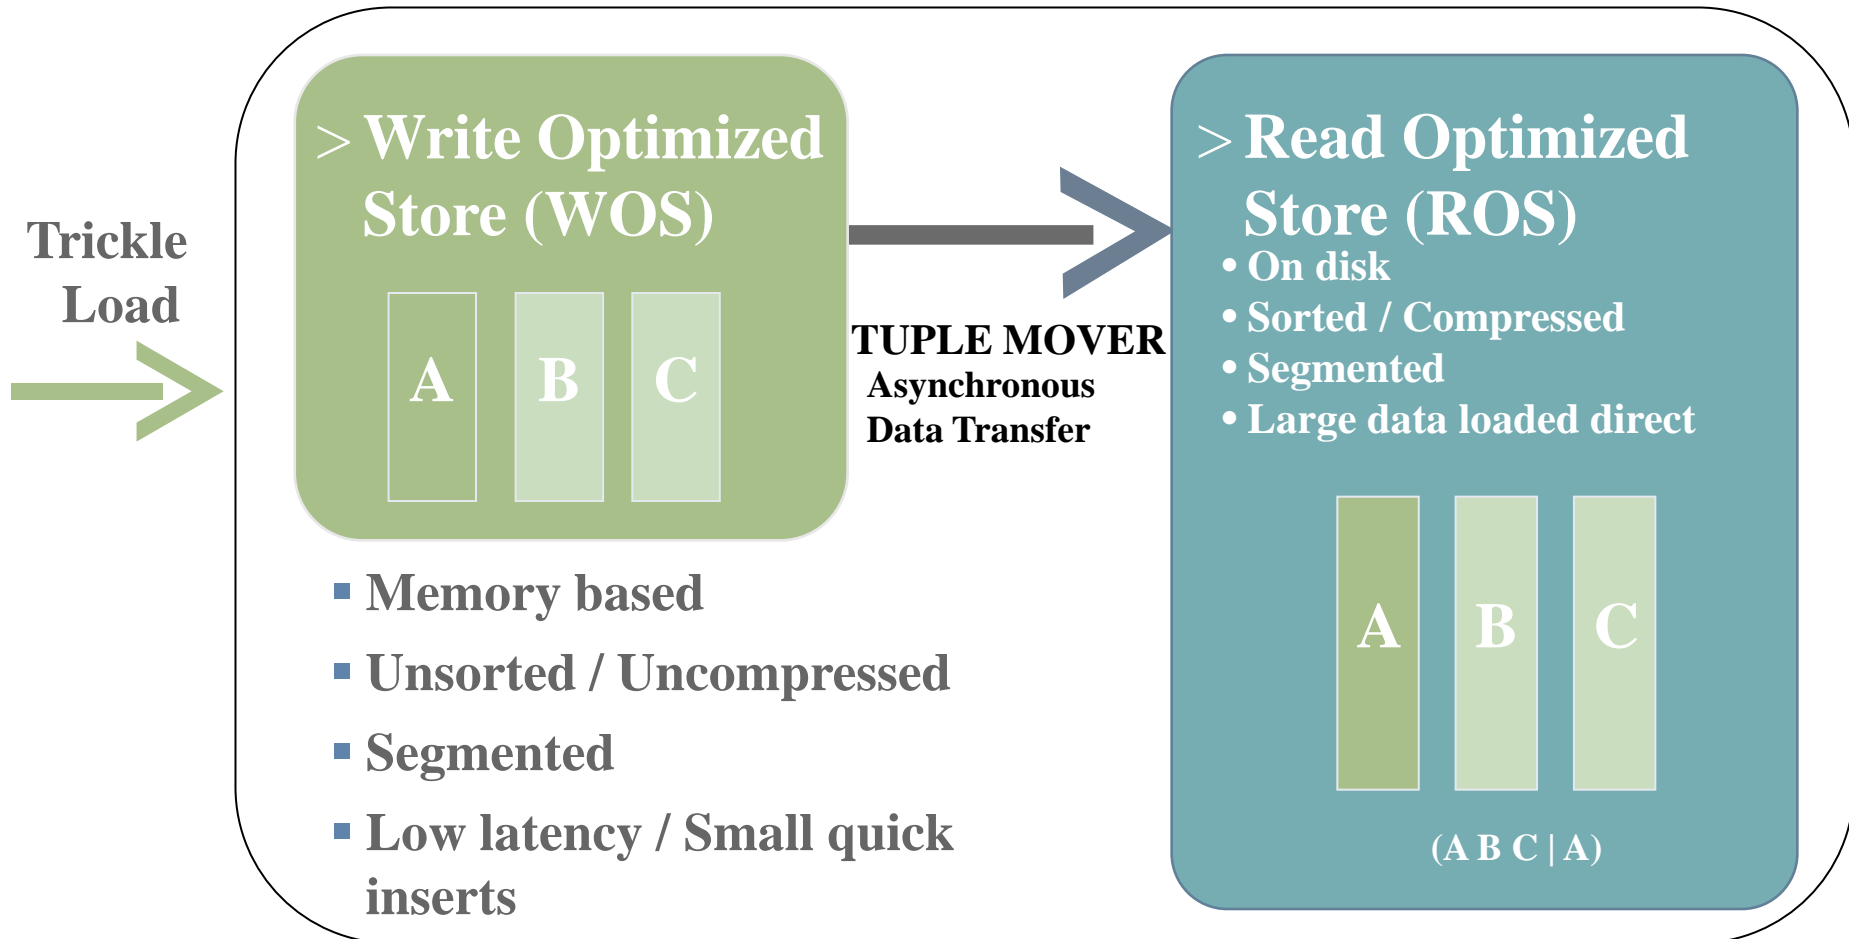 Trickle
Load
> Write Optimized
Store (WOS)
A B C
▪ Memory based
▪ Unsorted / Uncompressed
▪ Segmented
▪ Low latency / Small quick
inserts
TUPLE MOVER
Asynchronous
Data Transfer
> Read Optimized
Store (ROS)
• On disk
• Sorted / Compressed
• Segmented
• Large data loaded direct
A B C
(A B C | A)